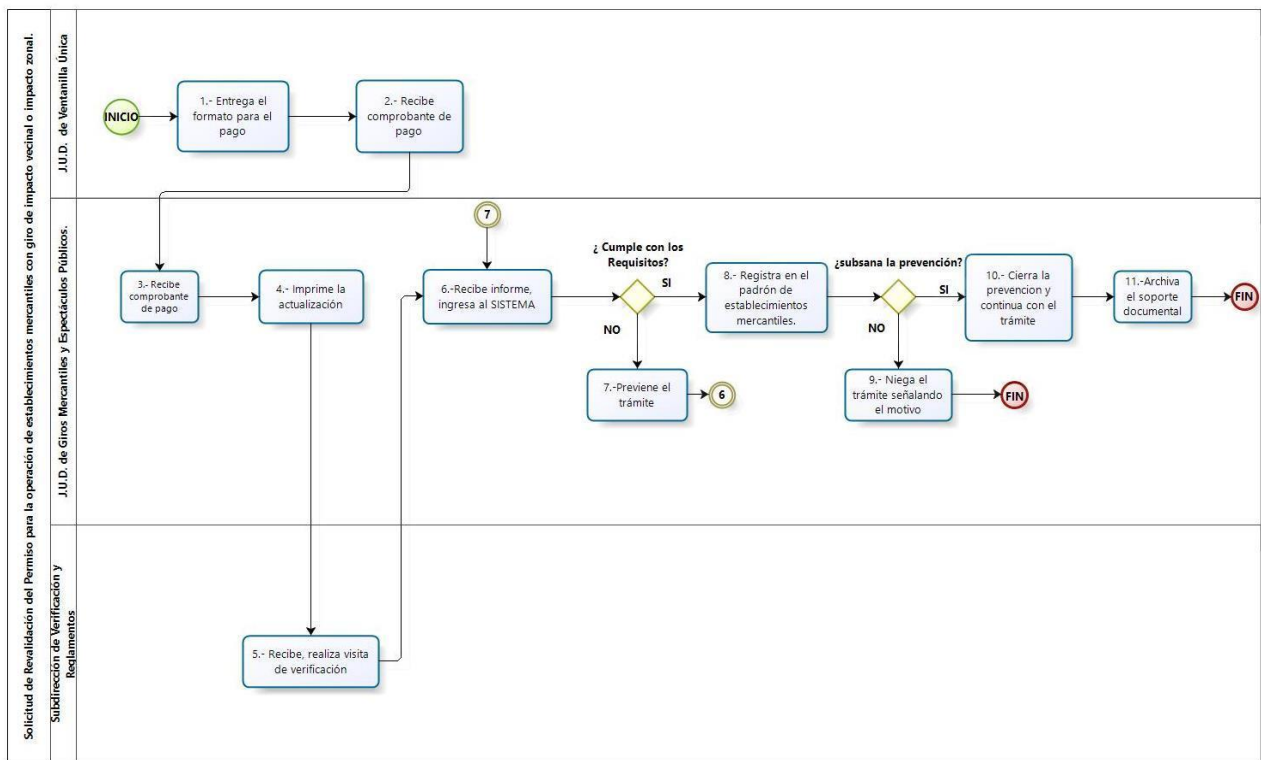 Solicitud de Revalidación del Permiso para la operación de establecimientos mercantiles con giro de impacto vecinal o impacto zonal.
J.U.D. de Ventanilla Única
INICIO
1.- Entrega el
formato para el
pago
2.- Recibe
comprobante de
pago
J.U.D. de Giros Mercantiles y Espectáculos Públicos.
3.- Recibe
comprobante
de pago
4.- Imprime la
actualización
7
6.-Recibe informe,
ingresa al SISTEMA
¿ Cumple con los
Requisitos?
SI
NO
7.-Previene el
trámite
6
8.- Registra en el
padrón de
establecimientos
mercantiles.
¿subsana la prevención?
SI
NO
9.- Niega el
trámite señalando
el motivo
FIN
10.- Cierra la
prevencion y
continua con el
trámite
11.-Archiva
el soporte
documental
FIN
Subdirección de Verificación y
Reglamentos
5.- Recibe, realiza visita
de verificación